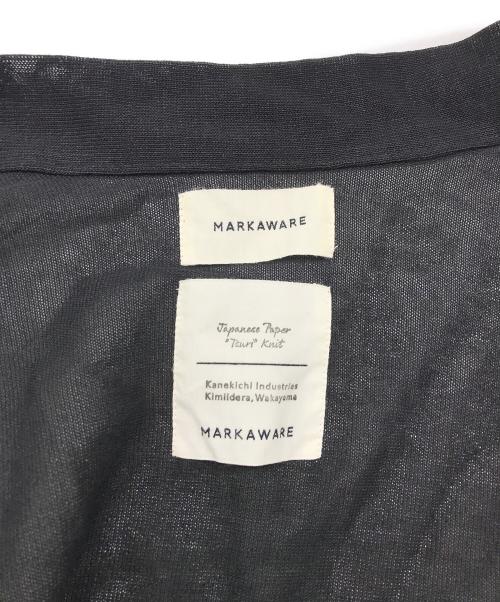 MARKAWARE
Japanese Paper
"Tsuri" Knit
Kanekichi Industries
Kimiidera, Wakayama
MARKAWARE